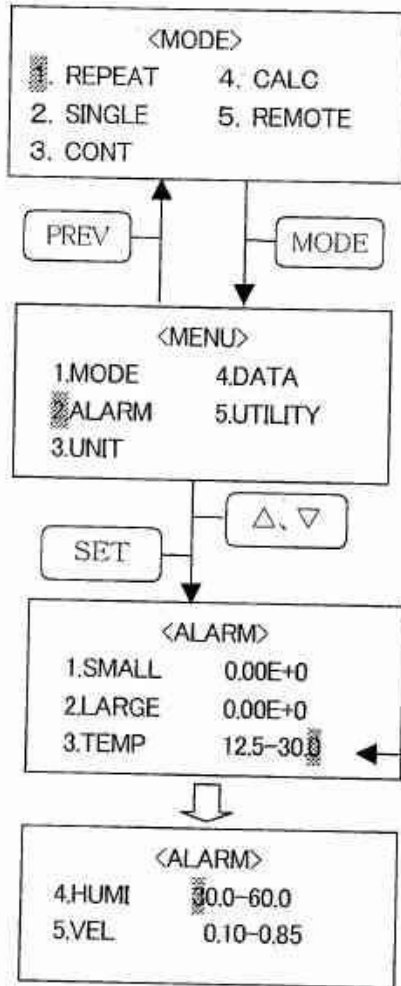 <MODE>
1. REPEAT 4. CALC
2. SINGLE 5. REMOTE
3. CONT
PREV MODE
<MENU>
1.MODE 4.DATA
2.ALARM 5.UTILITY
3.UNIT
△、▽
SET
<ALARM>
1.SMALL 0.00E+0
2.LARGE 0.00E+0
3.TEMP 12.5-30.0
<ALARM>
4.HUMI 30.0-60.0
5.VEL 0.10-0.85